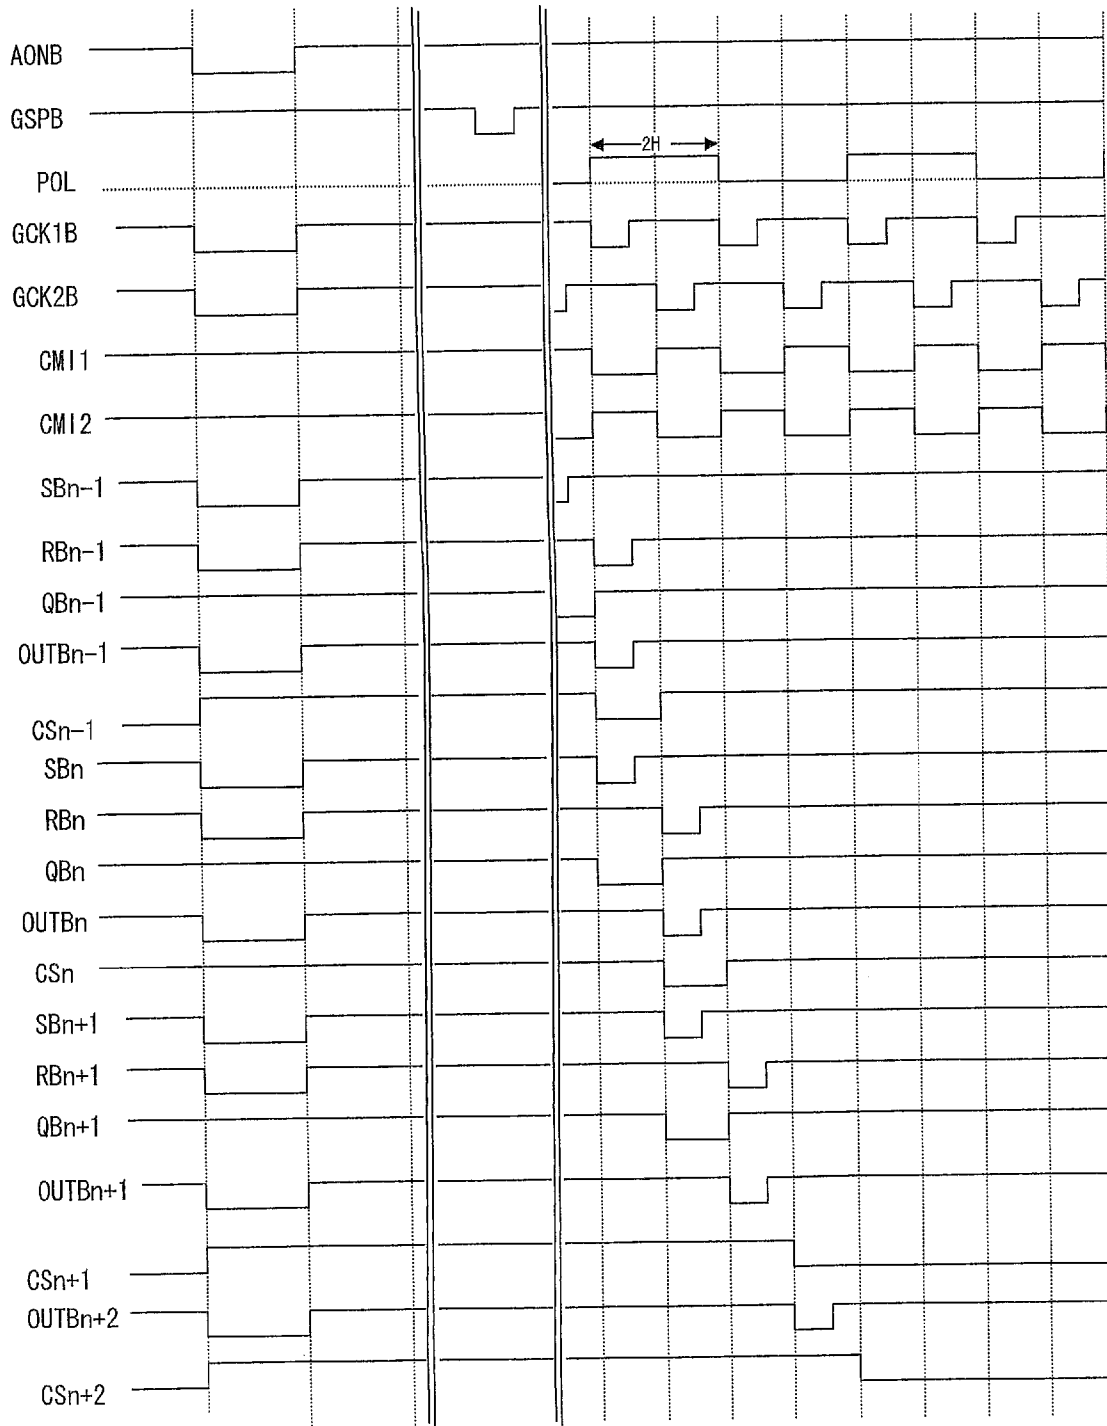 AONB
GSPB
2H
POL
GCK1B
GCK2B
CMI1
CMI2
SBn-1
RBn-1
QBn-1
OUTBn-1
CSn-1
SBn
RBn
QBn
OUTBn
CSn
SBn+1
RBn+1
QBn+1
OUTBn+1
CSn+1
OUTBn+2
CSn+2